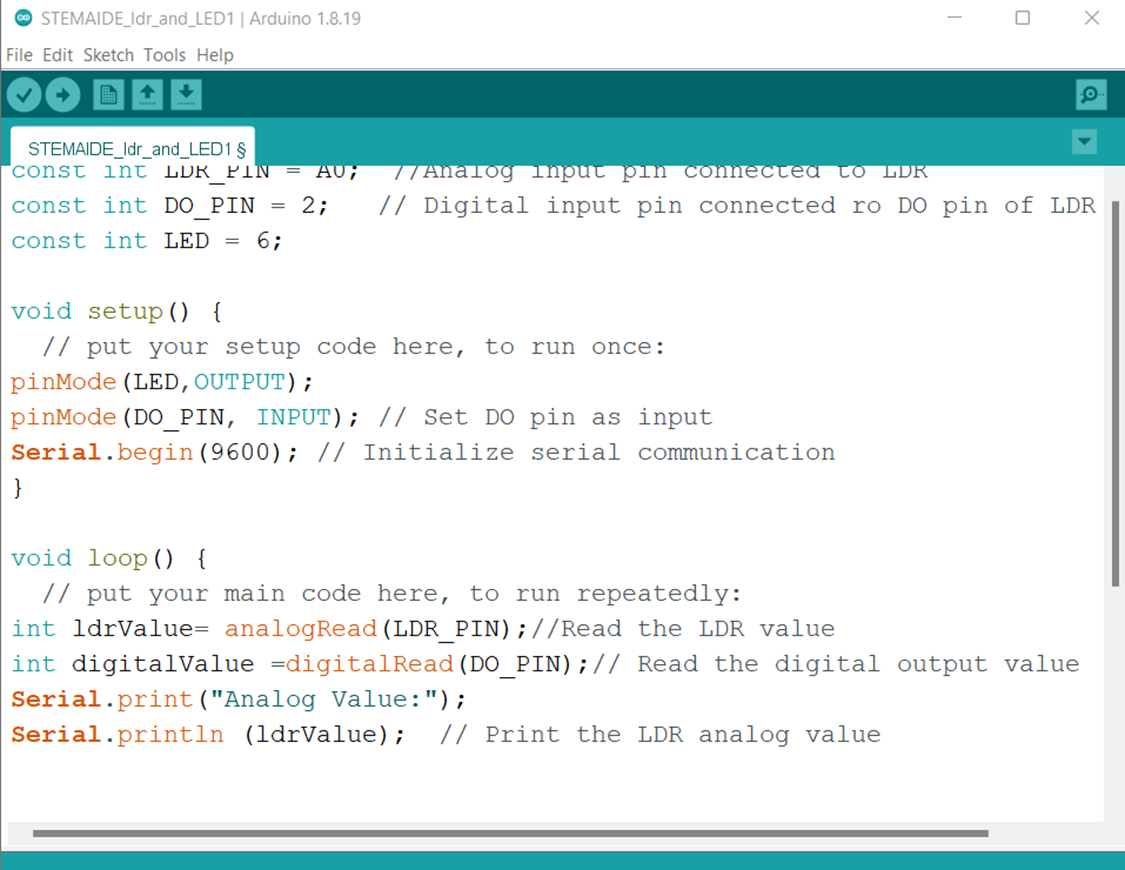 STEMAIDE_ldr_and_LED1 | Arduino 1.8.19
File Edit Sketch Tools Help
STEMAIDE_ldr_and_LED1 §
const int LDR_PIN = A0;  //Analog input pin connected to LDR
const int DO_PIN = 2;   // Digital input pin connected ro DO pin of LDR
const int LED = 6;
void setup() {
  // put your setup code here, to run once:
pinMode(LED,OUTPUT);
pinMode(DO_PIN, INPUT); // Set DO pin as input
Serial.begin(9600); // Initialize serial communication
}
void loop() {
  // put your main code here, to run repeatedly:
int ldrValue= analogRead(LDR_PIN);//Read the LDR value
int digitalValue =digitalRead(DO_PIN);// Read the digital output value
Serial.print("Analog Value:");
Serial.println (ldrValue);  // Print the LDR analog value